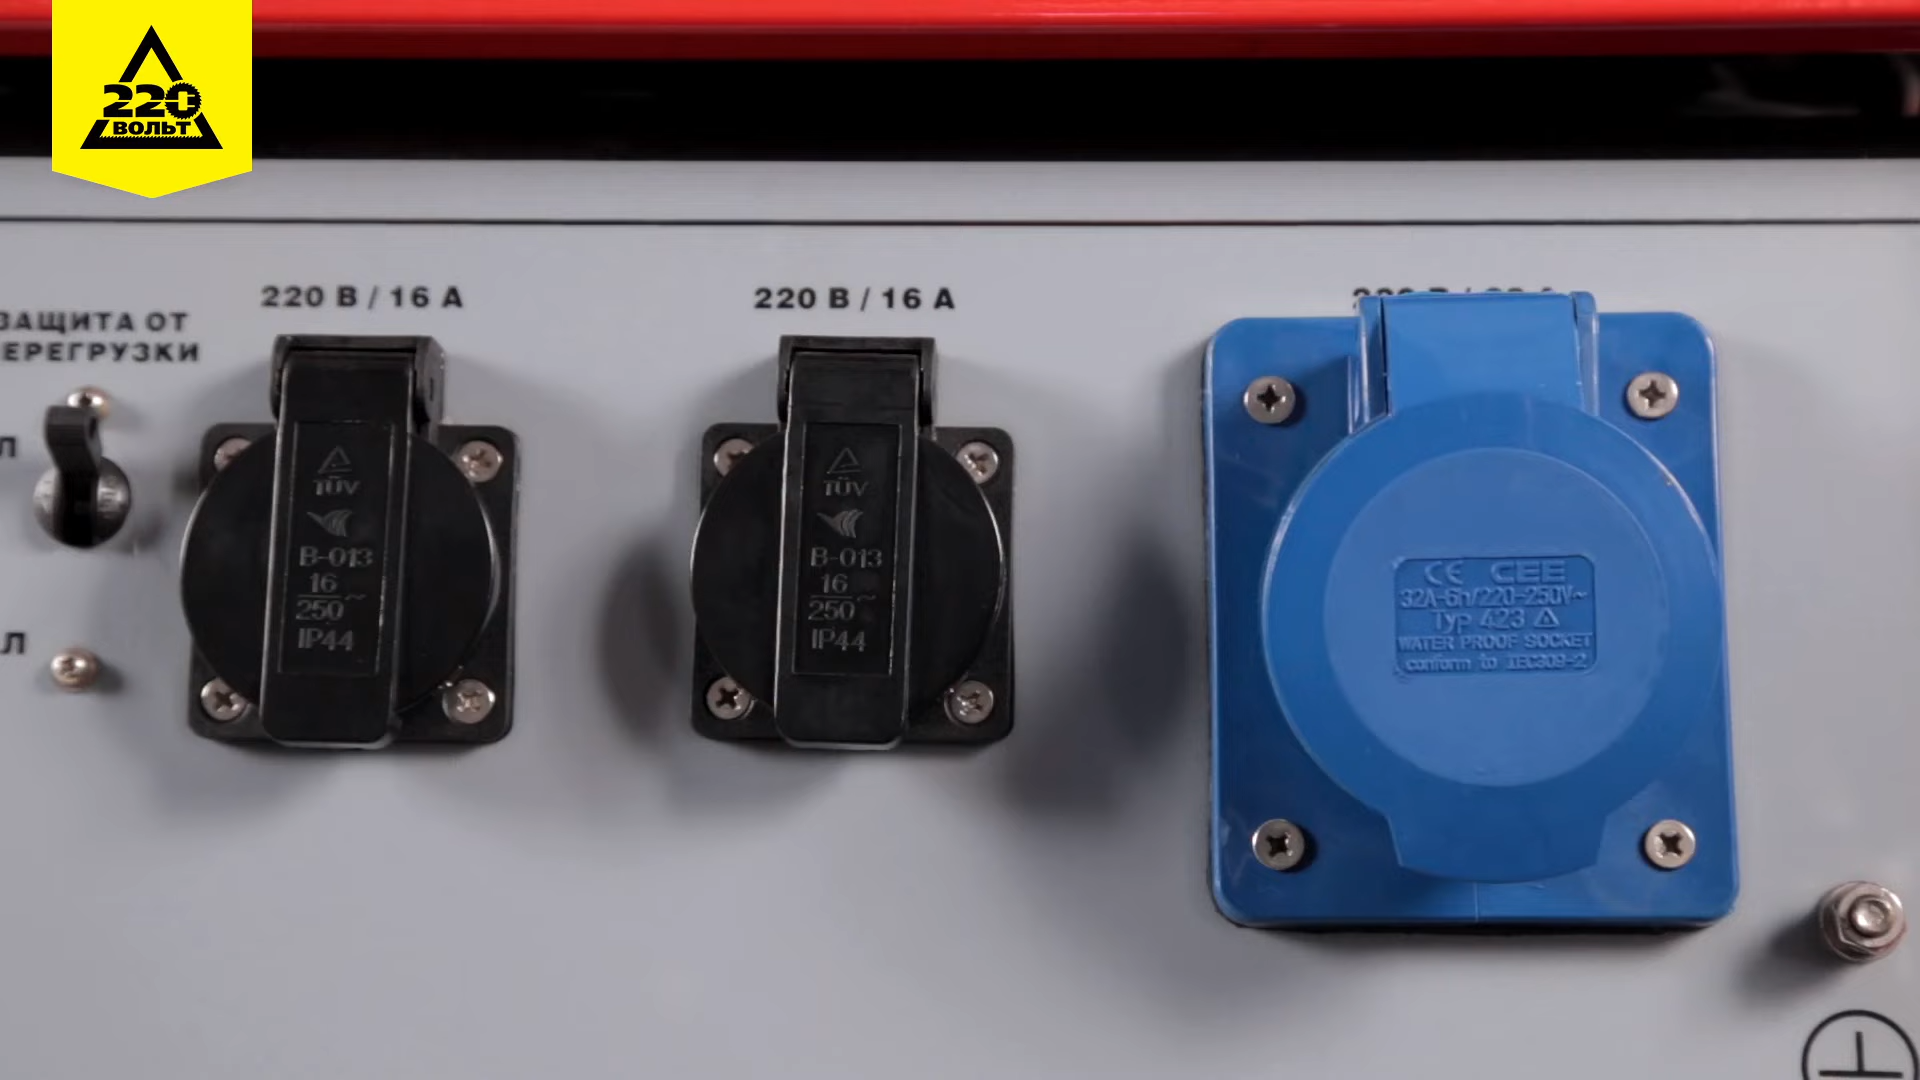 220
ВОЛЬТ
ЗАЩИТА ОТ
ЕРЕГРУЗКИ
Л
Л
220 В / 16 А
TÜV
B-013
16
250~
IP44
220 В / 16 А
TÜV
B-013
16
250~
IP44
CE CEE
32A-6h/220-250V~
Typ 423
WATER PROOF SOCKET
conform to IEC309-2